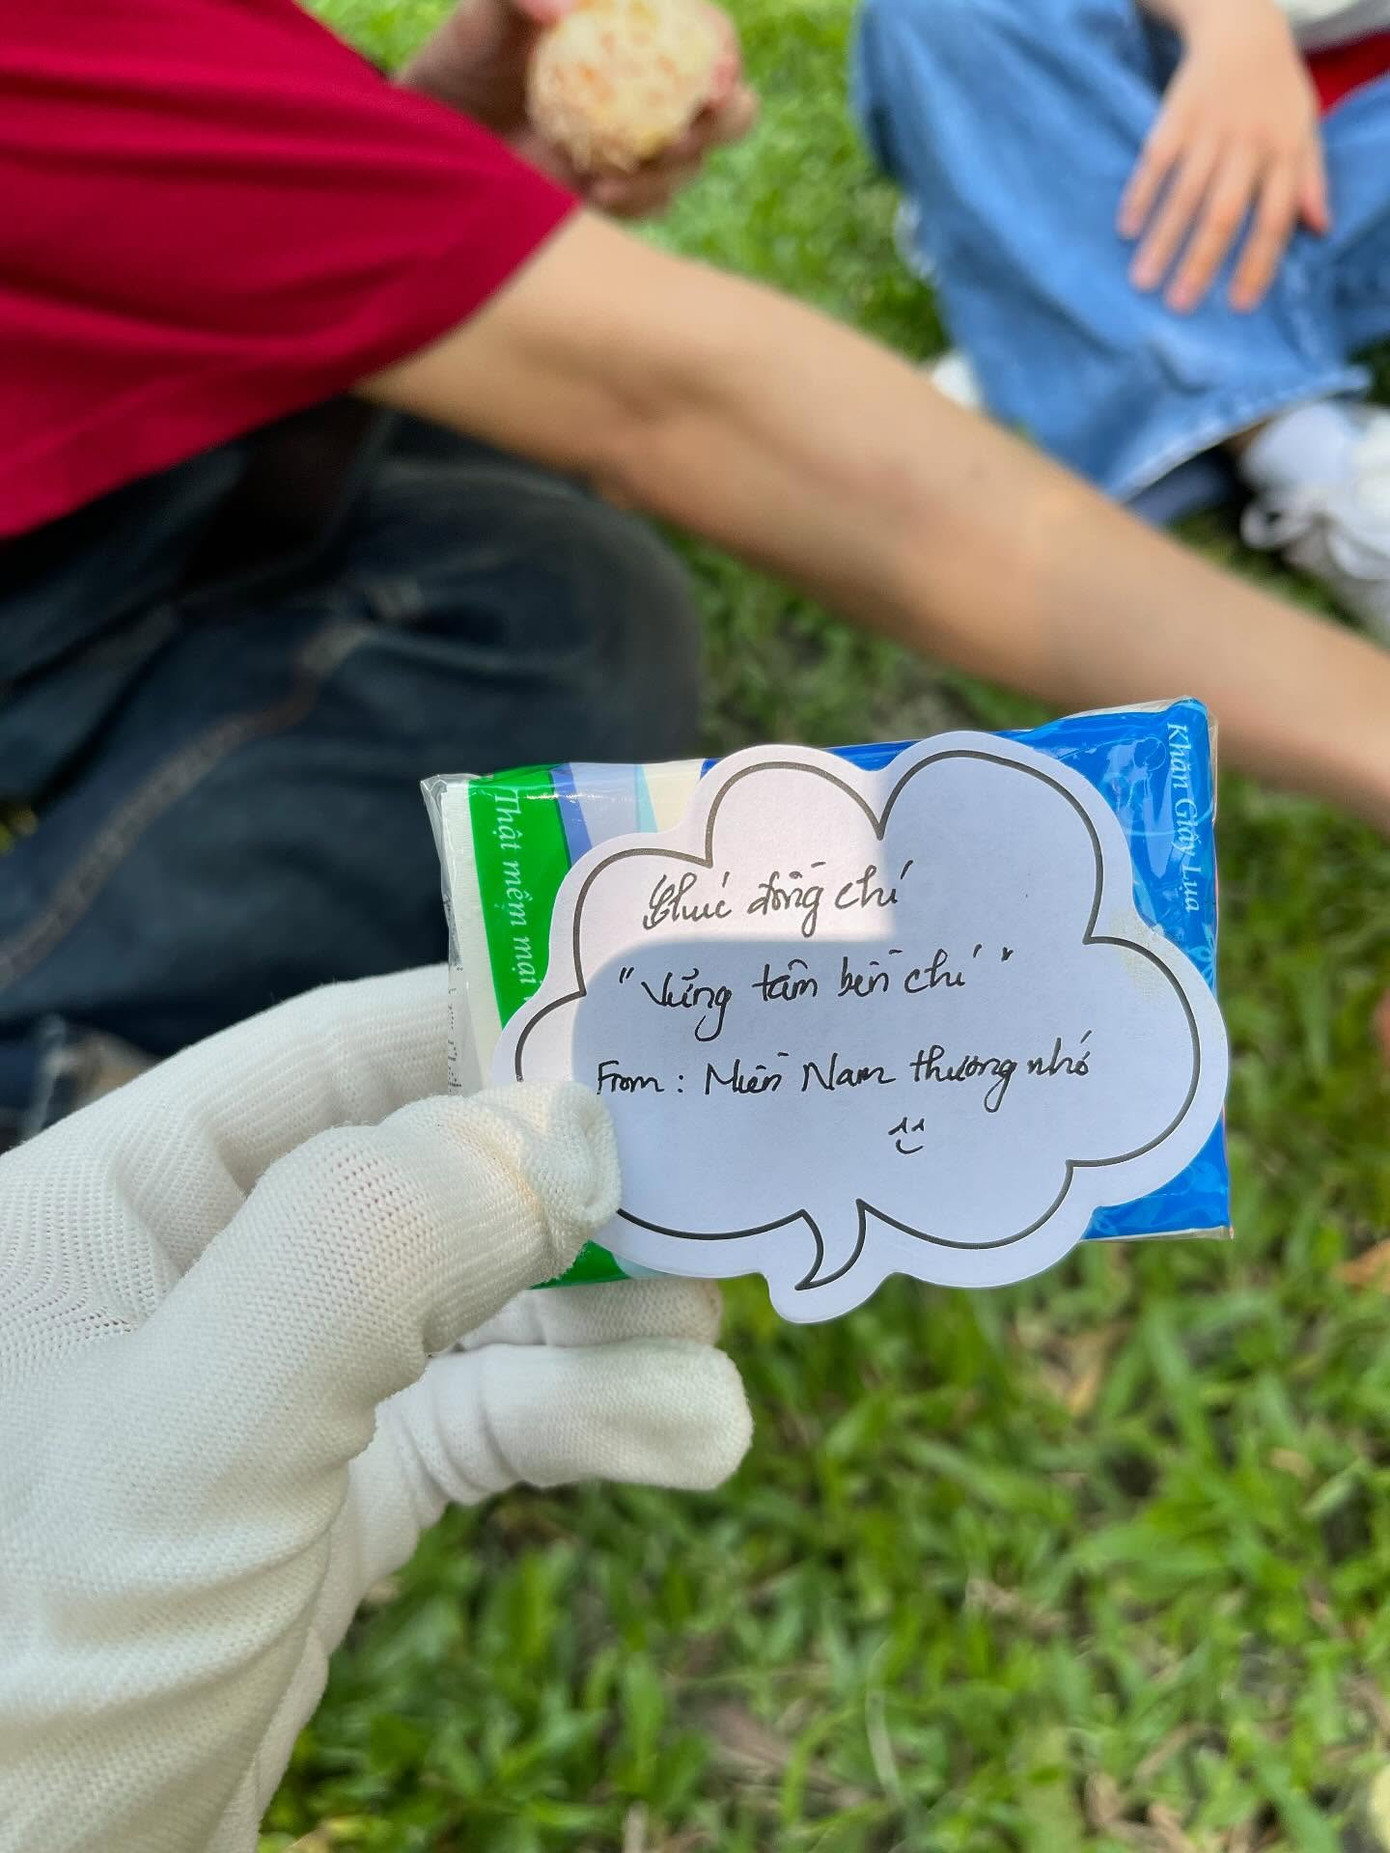 Khăn Giấy Lụa
Thật mềm mại
Chúc đồng chí
"Vững tâm bền chí"
From: Miền Nam thương nhớ